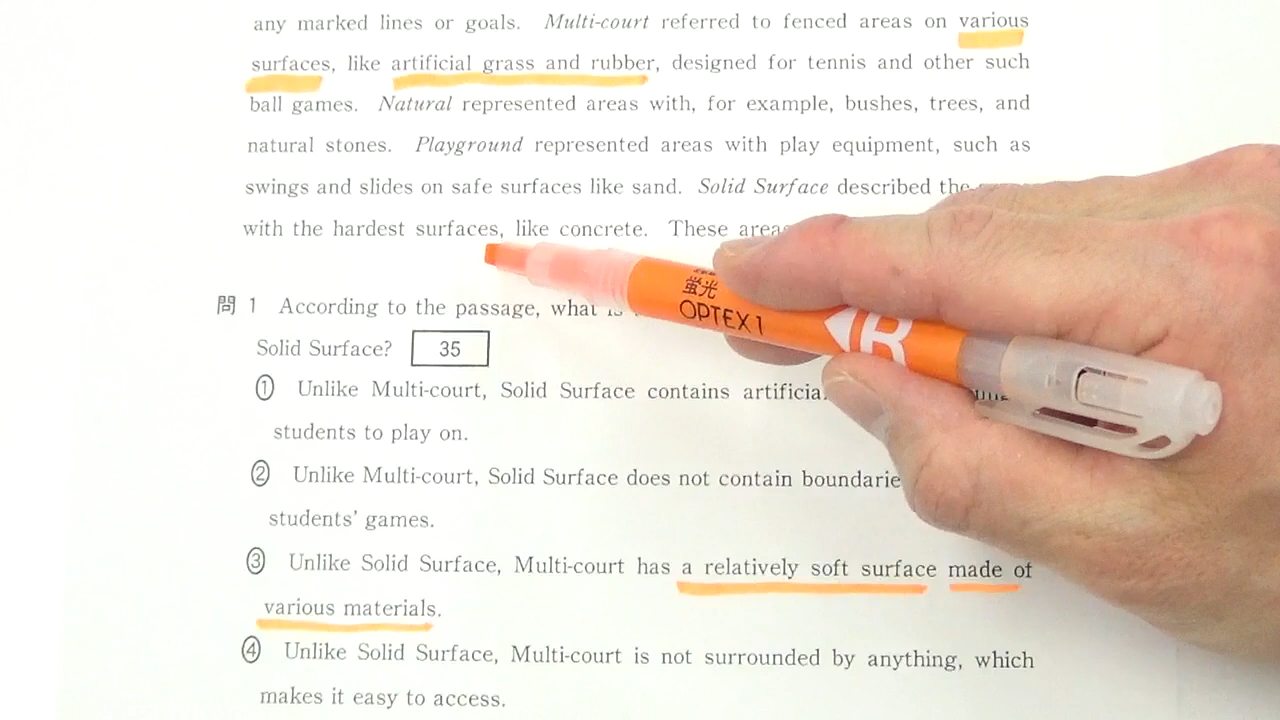 any marked lines or goals. Multi-court referred to fenced areas on various
surfaces, like artificial grass and rubber, designed for tennis and other such
ball games. Natural represented areas with, for example, bushes, trees, and
natural stones. Playground represented areas with play equipment, such as
swings and slides on safe surfaces like sand. Solid Surface described the
with the hardest surfaces, like concrete. These
蛍光
OPTEX 1
R
問 1 According to the passage, what
Solid Surface? 35
① Unlike Multi-court, Solid Surface contains
students to play on.
② Unlike Multi-court, Solid Surface does not contain
students' games.
③ Unlike Solid Surface, Multi-court has a relatively soft surface made of
various materials.
④ Unlike Solid Surface, Multi-court is not surrounded by anything, which
makes it easy to access.